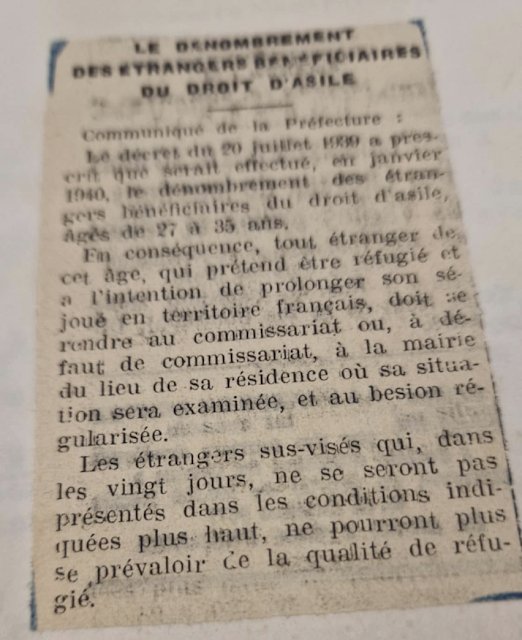 LE DENOMBREMENT
DES ÉTRANGERS BENEFICIAIRES
DU DROIT D'ASILE
Communiqué de la Préfecture :
Le décret du 20 juillet 1939 a pres-
crit que serait effectué, en janvier
1940, le dénombrement des étran-
gers bénéficiaires du droit d'asile,
âgés de 27 à 35 ans.
En conséquence, tout étranger de
cet âge, qui prétend être réfugié et
a l'intention de prolonger son sé-
joué en territoire français, doit se
rendre au commissariat ou, à dé-
faut de commissariat, à la mairie
du lieu de sa résidence où sa situa-
tion sera examinée, et au besion ré-
gularisée.
Les étrangers sus-visés qui, dans
les vingt jours, ne se seront pas
présentés dans les conditions indi-
quées plus haut, ne pourront plus
se prévaloir de la qualité de réfu-
gié.